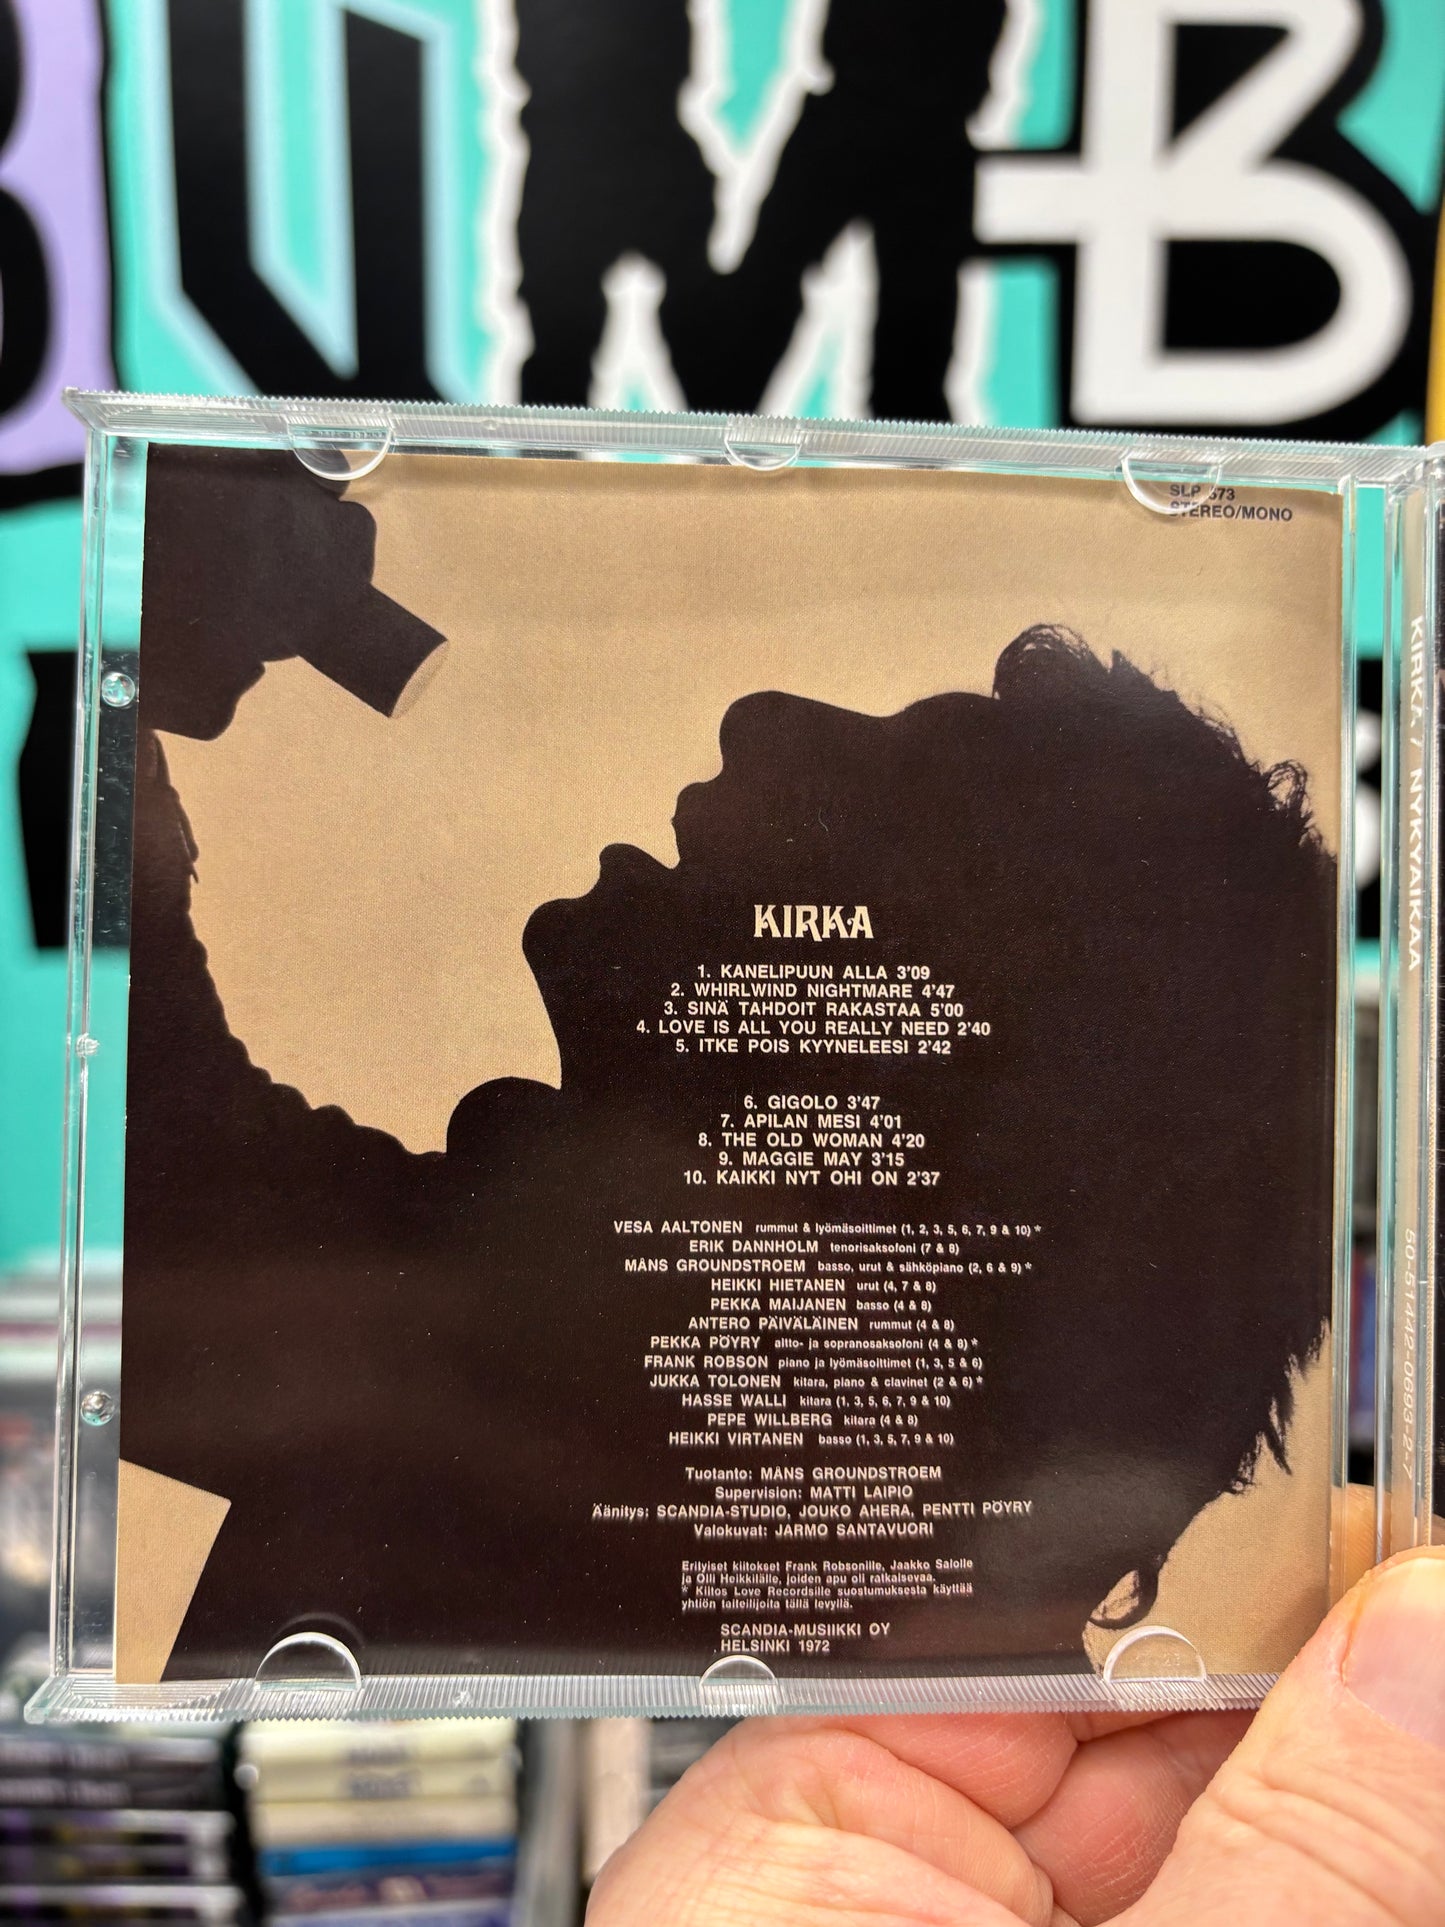 UMB
SLP 573
STEREO/MONO
KIRKA
1. KANELIPUUN ALLA 3'09
2. WHIRLWIND NIGHTMARE 4'47
3. SINÄ TAHDOIT RAKASTAA 5'00
4. LOVE IS ALL YOU REALLY NEED 2'40
5. ITKE POIS KYYNELEESI 2'42
6. GIGOLO 3'47
7. APILAN MESI 4'01
8. THE OLD WOMAN 4'20
9. MAGGIE MAY 3'15
10. KAIKKI NYT OHI ON 2'37
VESA AALTONEN rummut & lyömäsoittimet (1, 2, 3, 5, 6, 7, 9 & 10) *
ERIK DANNHOLM tenorisaksofoni (7 & 8)
MÅNS GROUNDSTROEM basso, urut & sähköpiano (2, 6 & 9) *
HEIKKI HIETANEN urut (4, 7 & 8)
PEKKA MAIJANEN basso (4 & 8)
ANTERO PÄIVÄLÄINEN rummut (4 & 8)
PEKKA PÖYRY altto- ja sopranosaksofoni (4 & 8) *
FRANK ROBSON piano ja lyömäsoittimet (1, 3, 5 & 6)
JUKKA TOLONEN kitara, piano & clavinet (2 & 6) *
HASSE WALLI kitara (1, 3, 5, 6, 7, 9 & 10)
PEPE WILLBERG kitara (4 & 8)
HEIKKI VIRTANEN basso (1, 3, 5, 7, 9 & 10)
Tuotanto: MÅNS GROUNDSTROEM
Supervision: MATTI LAIPIO
Äänitys: SCANDIA-STUDIO, JOUKO AHERA, PENTTI PÖYRY
Valokuvat: JARMO SANTAVUORI
Erityiset kiitokset Frank Robsonille, Jaakko Salolle
ja Olli Heikkilälle, joiden apu oli ratkaisevaa.
* Kiitos Love Recordsille suostumuksesta käyttää
yhtiön taiteilijoita tällä levyllä.
SCANDIA-MUSIIKKI OY
HELSINKI 1972
KIRKA / NYKYAIKAA
50-51442-0693-2-7